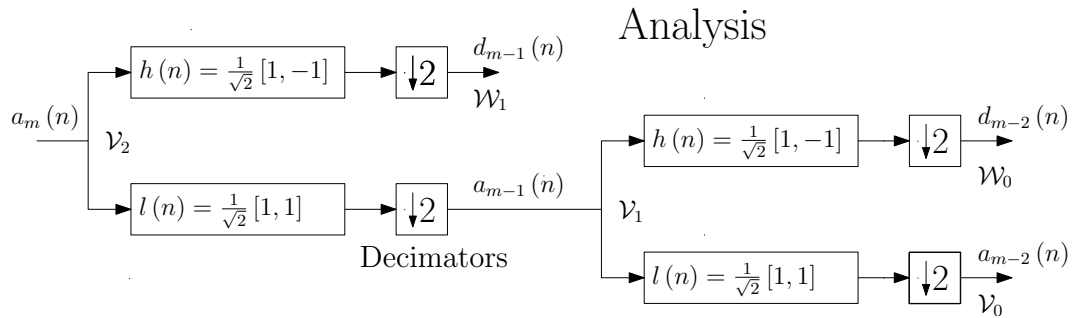 Analysis
h (n) = 1/√2 [1, −1]
↓2
d_{m−1} (n)
W_1
a_m (n)
V_2
l (n) = 1/√2 [1, 1]
↓2
a_{m−1} (n)
Decimators
V_1
h (n) = 1/√2 [1, −1]
↓2
d_{m−2} (n)
W_0
l (n) = 1/√2 [1, 1]
↓2
a_{m−2} (n)
V_0